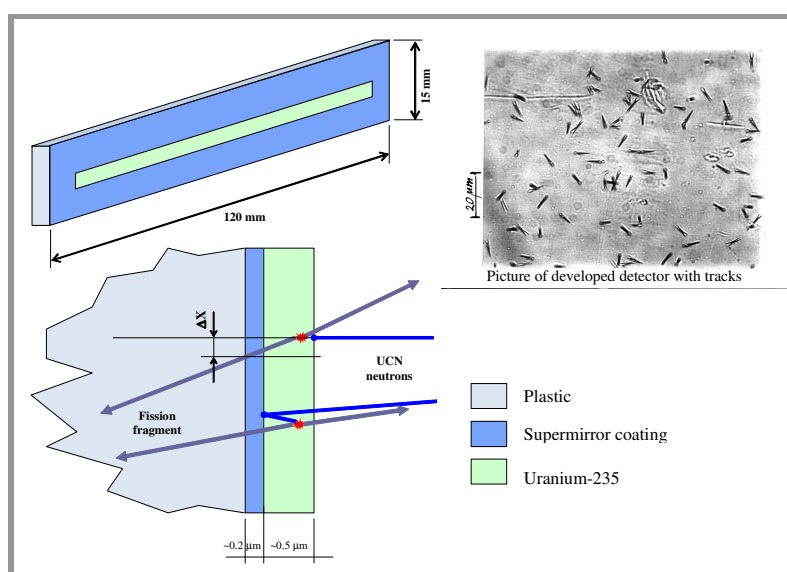 15 mm
120 mm
20 μm
Picture of developed detector with tracks
ΔX
UCN
neutrons
Fission
fragment
Plastic
Supermirror coating
Uranium-235
~0.2 μm
~0.5 μm